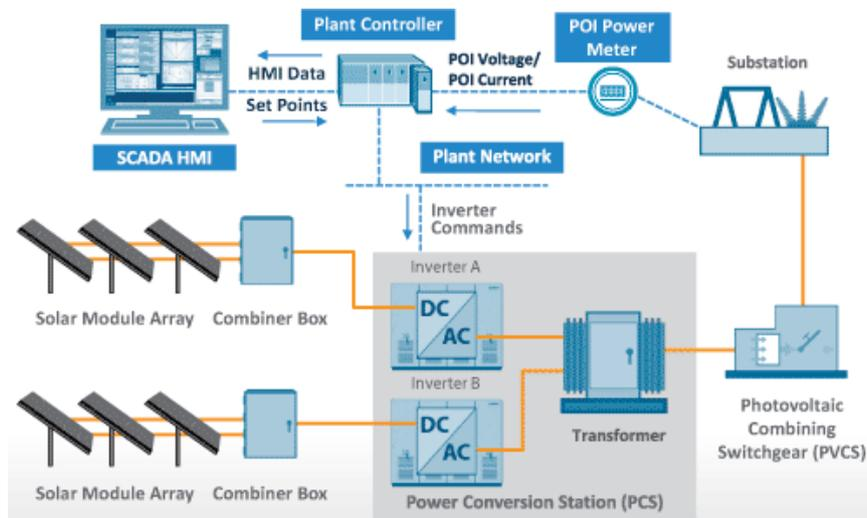 Plant Controller
POI Power
Meter
Substation
HMI Data
Set Points
POI Voltage/
POI Current
SCADA HMI
Plant Network
Inverter
Commands
Inverter A
DC
AC
Solar Module Array
Combiner Box
Inverter B
DC
AC
Transformer
Photovoltaic
Combining
Switchgear (PVCS)
Solar Module Array
Combiner Box
Power Conversion Station (PCS)